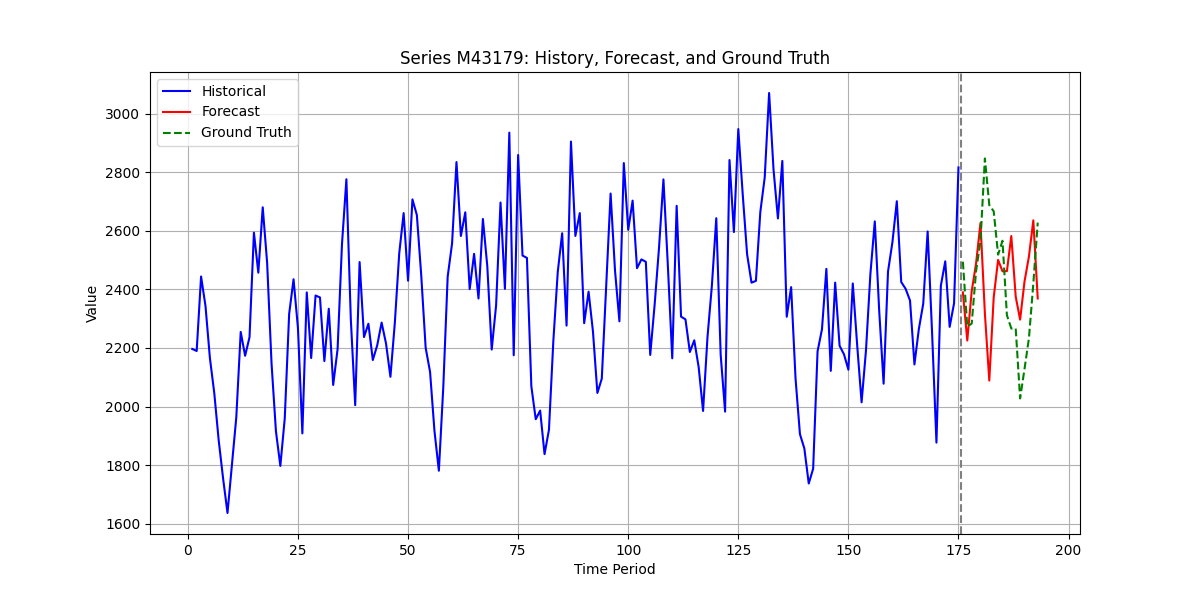 Series M43179: History, Forecast, and Ground Truth
Historical
Forecast
Ground Truth
3000
2800
2600
2400
2200
2000
1800
1600
Value
0 25 50 75 100 125 150 175 200
Time Period